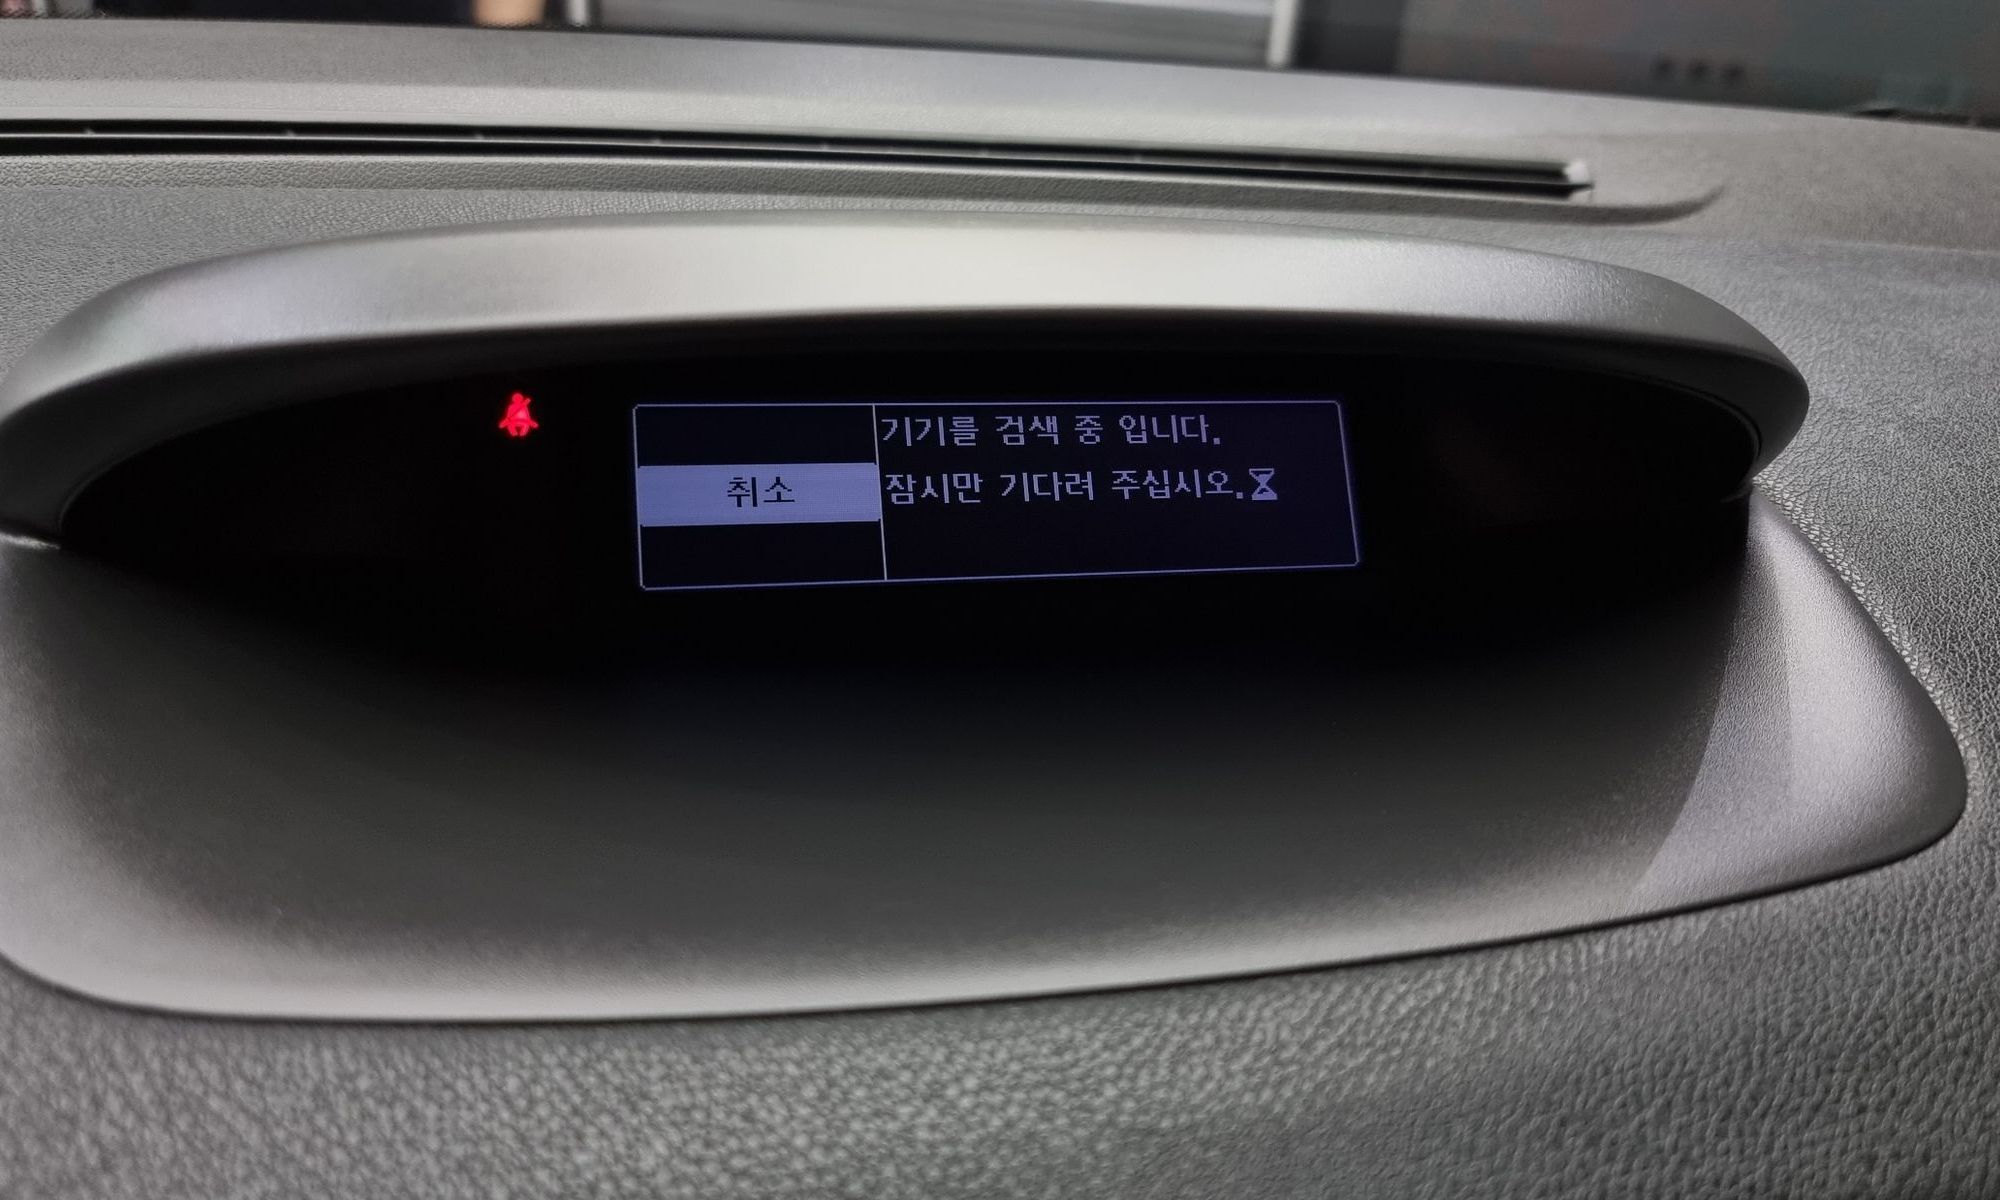 기기를 검색 중 입니다.
취소
잠시만 기다려 주십시오.